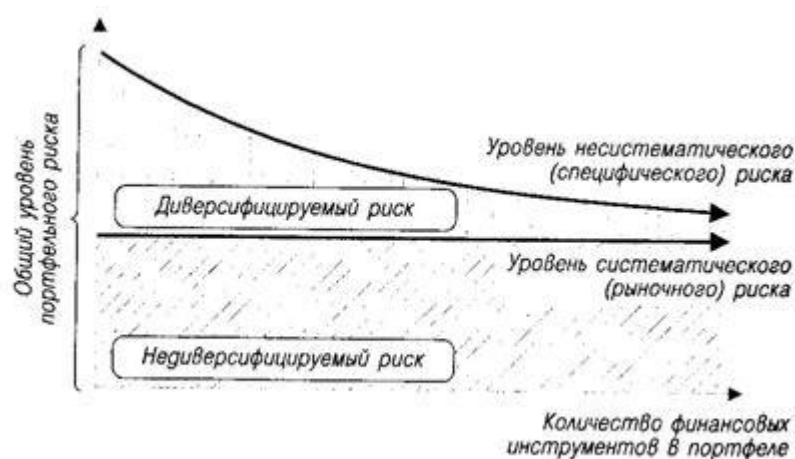 Общий уровень
портфельного риска
Уровень несистематического
(специфического) риска
Диверсифицируемый риск
Уровень систематического
(рыночного) риска
Недиверсифицируемый риск
Количество финансовых
инструментов в портфеле